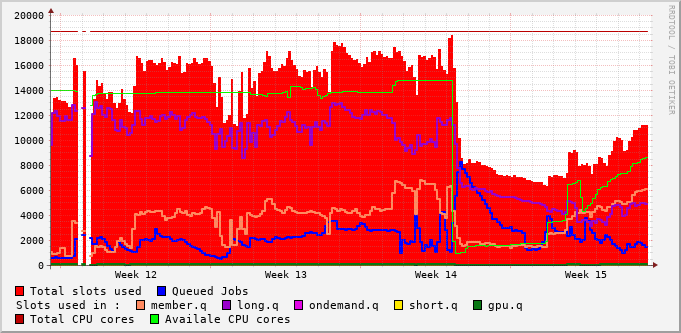 20000
18000
16000
14000
12000
10000
8000
6000
4000
2000
0
Week 12 Week 13 Week 14 Week 15
Total slots used Queued Jobs
Slots used in : member.q long.q ondemand.q short.q gpu.q
Total CPU cores Availale CPU cores
RRDTOOL / TOBI OETIKER